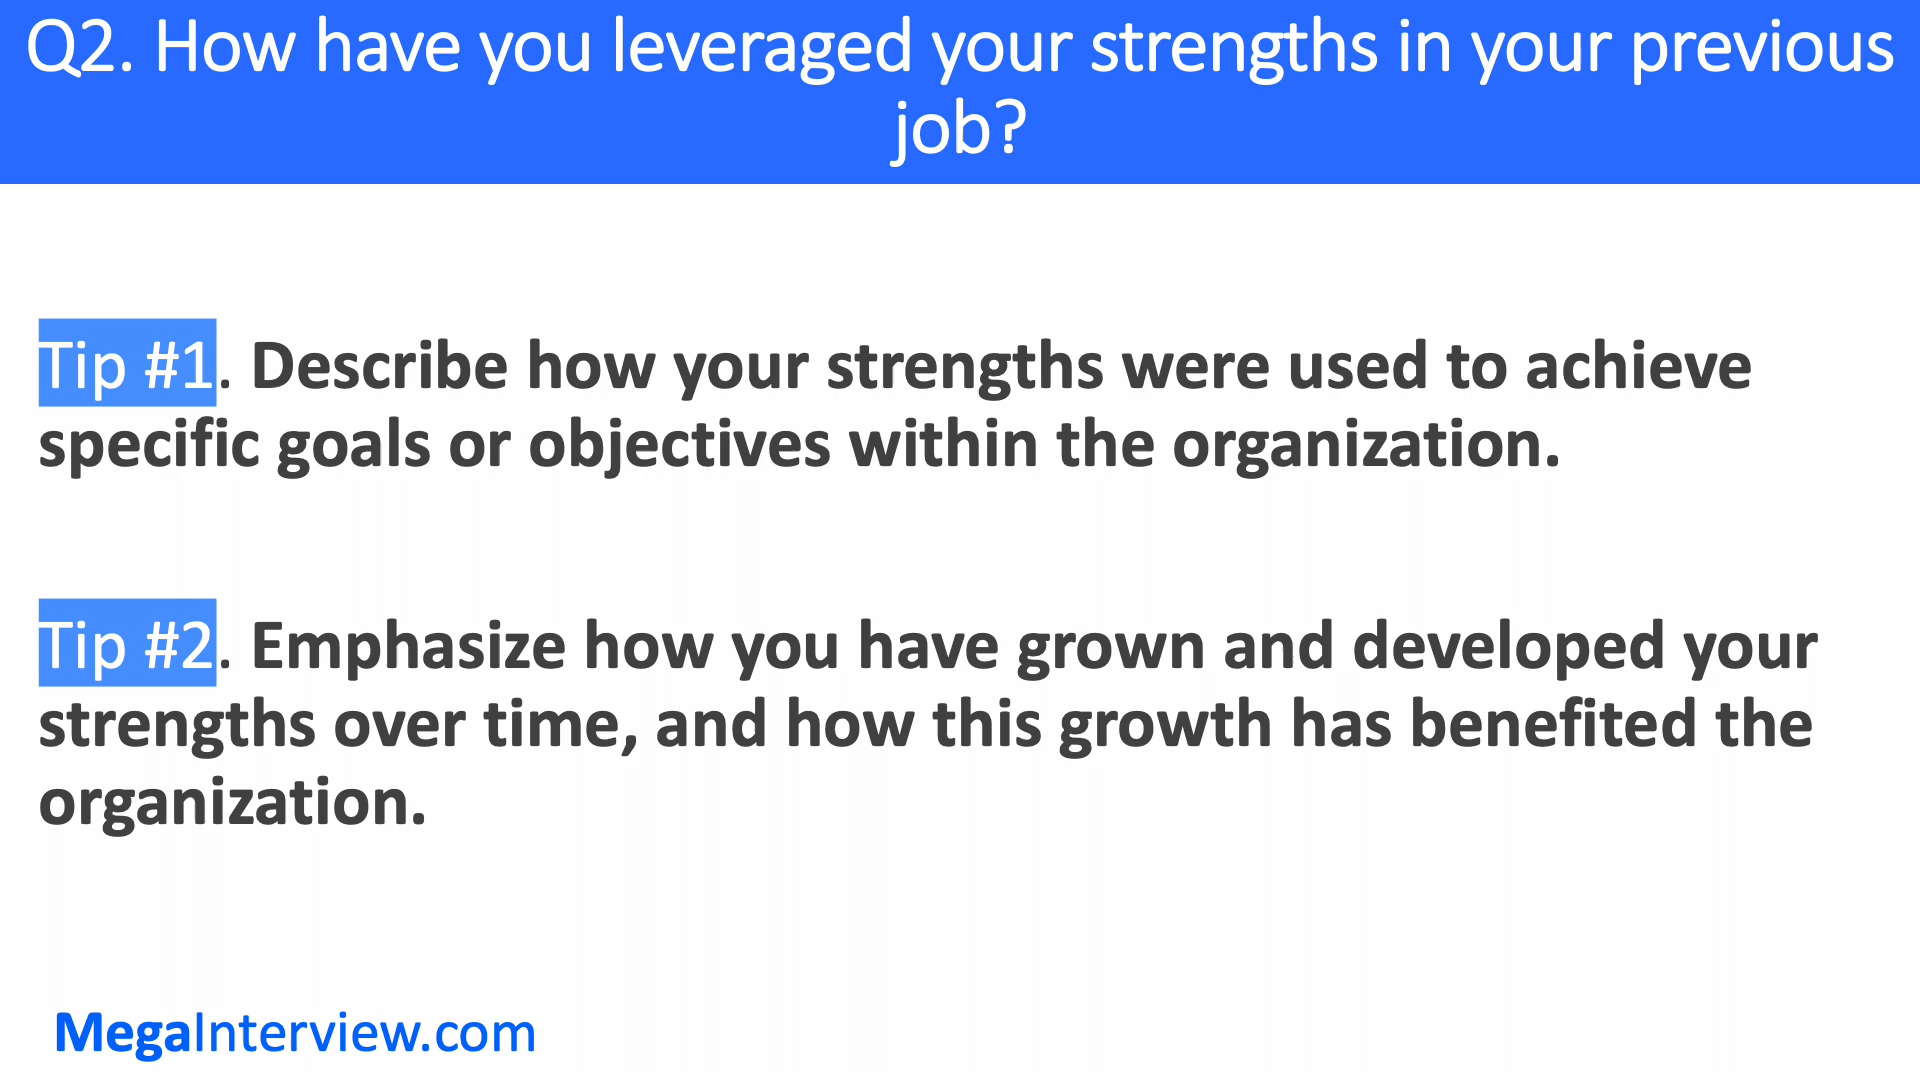 Q2. How have you leveraged your strengths in your previous
job?
Tip #1. Describe how your strengths were used to achieve
specific goals or objectives within the organization.
Tip #2. Emphasize how you have grown and developed your
strengths over time, and how this growth has benefited the
organization.
MegaInterview.com